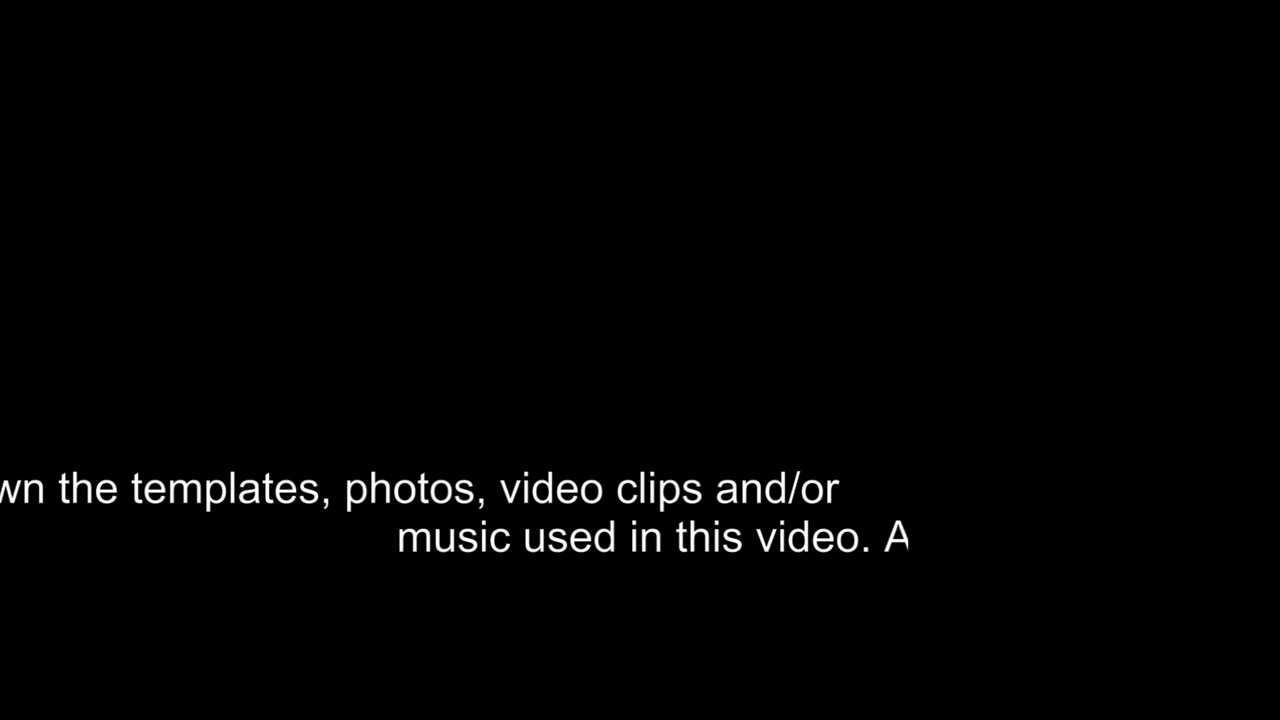 wn the templates, photos, video clips and/or
music used in this video. A